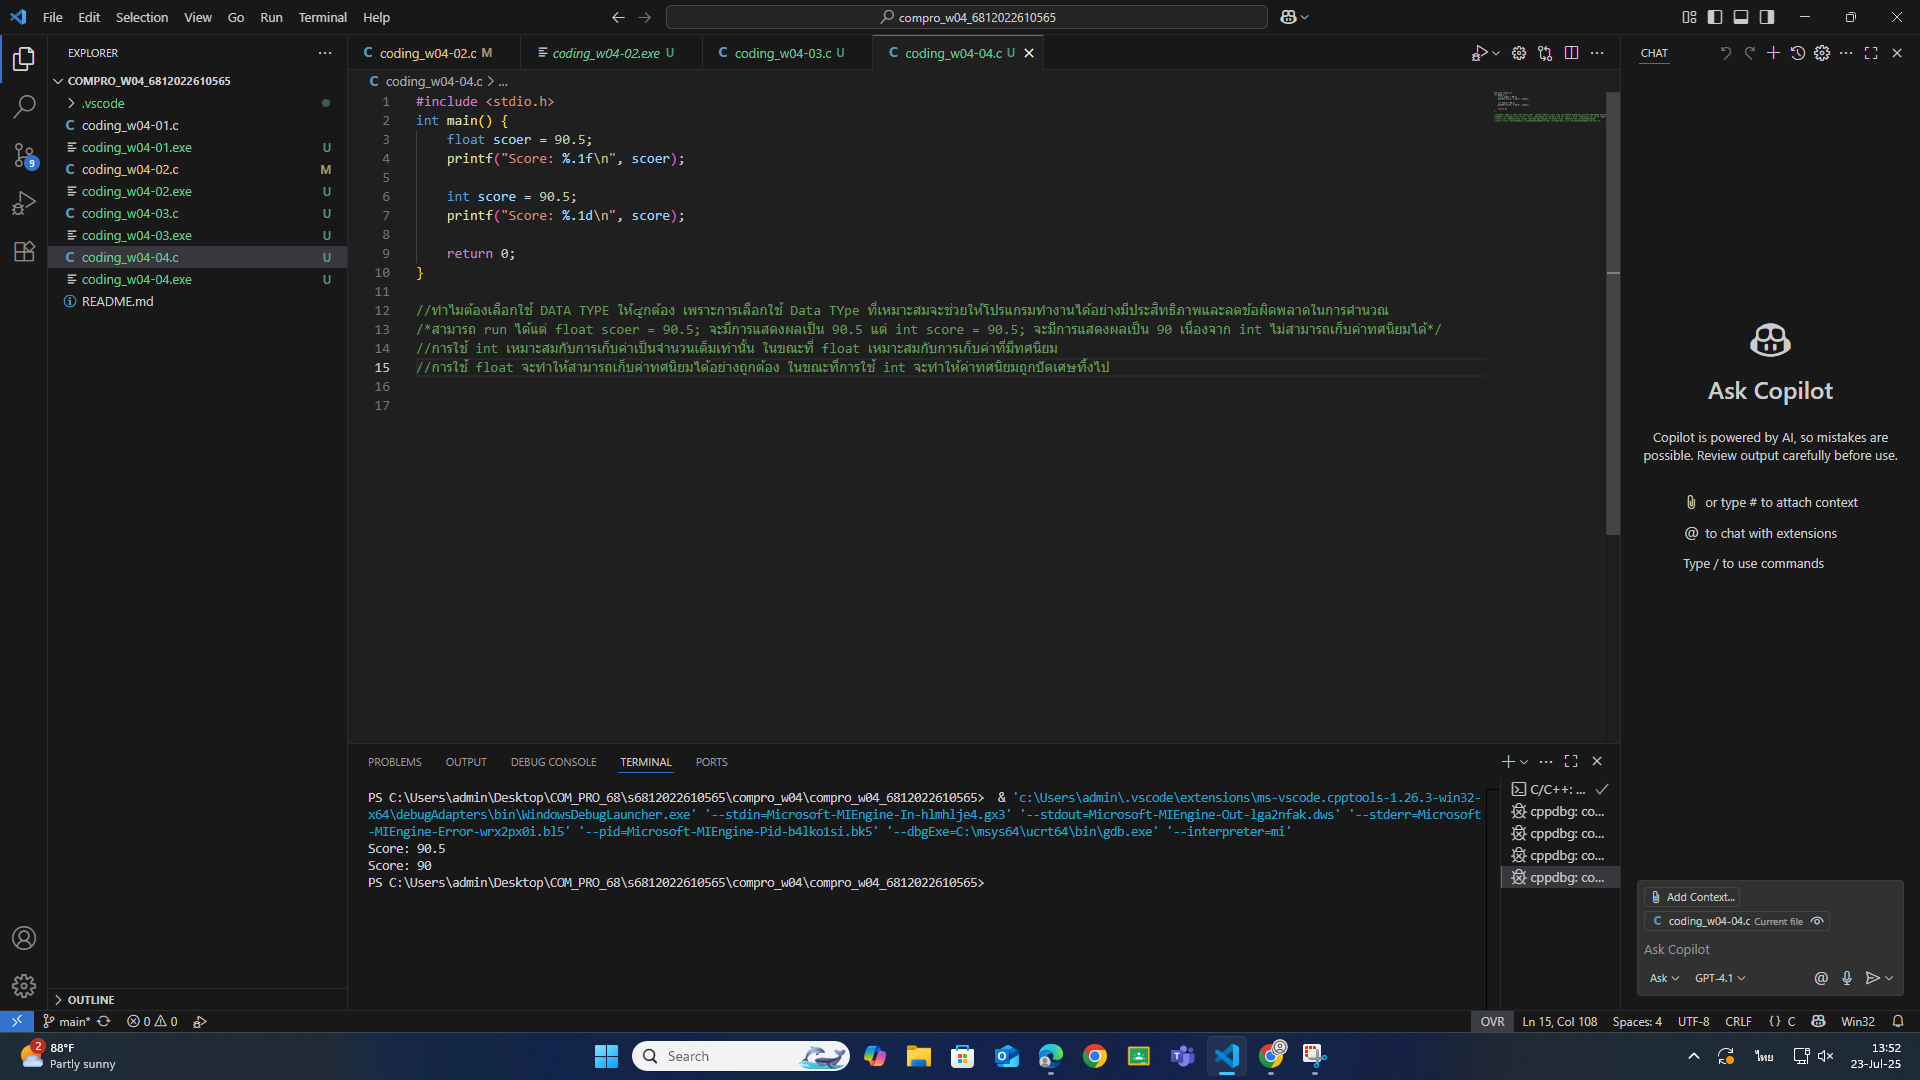 File Edit Selection View Go Run Terminal Help
compro_w04_6812022610565
EXPLORER
COMPRO_W04_6812022610565
.vscode
coding_w04-01.c
coding_w04-01.exe U
coding_w04-02.c M
coding_w04-02.exe U
coding_w04-03.c U
coding_w04-03.exe U
coding_w04-04.c U
coding_w04-04.exe U
README.md
9
OUTLINE
C coding_w04-02.c M
coding_w04-02.exe U
C coding_w04-03.c U
C coding_w04-04.c U
C coding_w04-04.c > ...
1 #include <stdio.h>
2 int main() {
3 float scoer = 90.5;
4 printf("Score: %.1f\n", scoer);
5
6 int score = 90.5;
7 printf("Score: %.1d\n", score);
8
9 return 0;
10 }
11
12 //ทำไมต้องเลือกใช้ DATA TYPE ให้ถูกต้อง เพราะการเลือกใช้ Data TYpe ที่เหมาะสมจะช่วยให้โปรแกรมทำงานได้อย่างมีประสิทธิภาพและลดข้อผิดพลาดในการคำนวณ
13 /*สามารถ run ได้แต่ float scoer = 90.5; จะมีการแสดงผลเป็น 90.5 แต่ int score = 90.5; จะมีการแสดงผลเป็น 90 เนื่องจาก int ไม่สามารถเก็บค่าทศนิยมได้*/
14 //การใช้ int เหมาะสมกับการเก็บค่าเป็นจำนวนเต็มเท่านั้น ในขณะที่ float เหมาะสมกับการเก็บค่าที่มีทศนิยม
15 //การใช้ float จะทำให้สามารถเก็บค่าทศนิยมได้อย่างถูกต้อง ในขณะที่การใช้ int จะทำให้ค่าทศนิยมถูกปัดเศษทิ้งไป
16
17
PROBLEMS OUTPUT DEBUG CONSOLE TERMINAL PORTS
PS C:\Users\admin\Desktop\COM_PRO_68\s6812022610565\compro_w04\compro_w04_6812022610565> & 'c:\Users\admin\.vscode\extensions\ms-vscode.cpptools-1.26.3-win32-
x64\debugAdapters\bin\WindowsDebugLauncher.exe' '--stdin=Microsoft-MIEngine-In-hlmhlje4.gx3' '--stdout=Microsoft-MIEngine-Out-lga2nfak.dws' '--stderr=Microsoft
-MIEngine-Error-wrx2px0i.bl5' '--pid=Microsoft-MIEngine-Pid-b4lko1si.bk5' '--dbgExe=C:\msys64\ucrt64\bin\gdb.exe' '--interpreter=mi'
Score: 90.5
Score: 90
PS C:\Users\admin\Desktop\COM_PRO_68\s6812022610565\compro_w04\compro_w04_6812022610565>
C/C++: ...
cppdbg: co...
cppdbg: co...
cppdbg: co...
cppdbg: co...
CHAT
Ask Copilot
Copilot is powered by AI, so mistakes are
possible. Review output carefully before use.
or type # to attach context
@ to chat with extensions
Type / to use commands
Add Context...
C coding_w04-04.c Current file
Ask Copilot
Ask GPT-4.1 @
main* 0 0
OVR Ln 15, Col 108 Spaces: 4 UTF-8 CRLF {} C Win32
2 88°F
Partly sunny
Search
ไทย
13:52
23-Jul-25